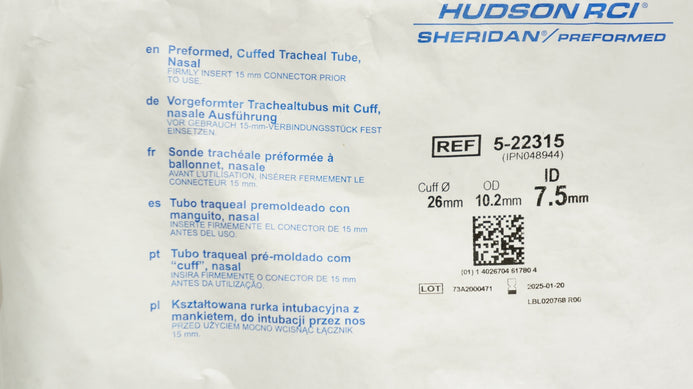 HUDSON RCI®
SHERIDAN®/PREFORMED
en Preformed, Cuffed Tracheal Tube,
Nasal
FIRMLY INSERT 15 mm CONNECTOR PRIOR
TO USE.
de Vorgeformter Trachealtubus mit Cuff,
nasale Ausführung
VOR GEBRAUCH 15-mm-VERBINDUNGSSTÜCK FEST
EINSETZEN.
fr Sonde trachéale préformée à
ballonnet, nasale
AVANT L'UTILISATION, INSÉRER FERMEMENT LE
CONNECTEUR 15 mm.
es Tubo traqueal premoldeado con
manguito, nasal
INSERTE FIRMEMENTE EL CONECTOR DE 15 mm
ANTES DEL USO.
pt Tubo traqueal pré-moldado com
"cuff", nasal
INSIRA FIRMEMENTE O CONECTOR DE 15 mm
ANTES DA UTILIZAÇÃO.
pl Kształtowana rurka intubacyjna z
mankietem, do intubacji przez nos
PRZED UŻYCIEM MOCNO WCISNĄĆ ŁĄCZNIK
15 mm.
REF 5-22315
(IPN048944)
Cuff Ø OD ID
26mm 10.2mm 7.5mm
(01) 1 4026704 61780 4
LOT 73A2000471 2025-01-20
LBL020768 R00